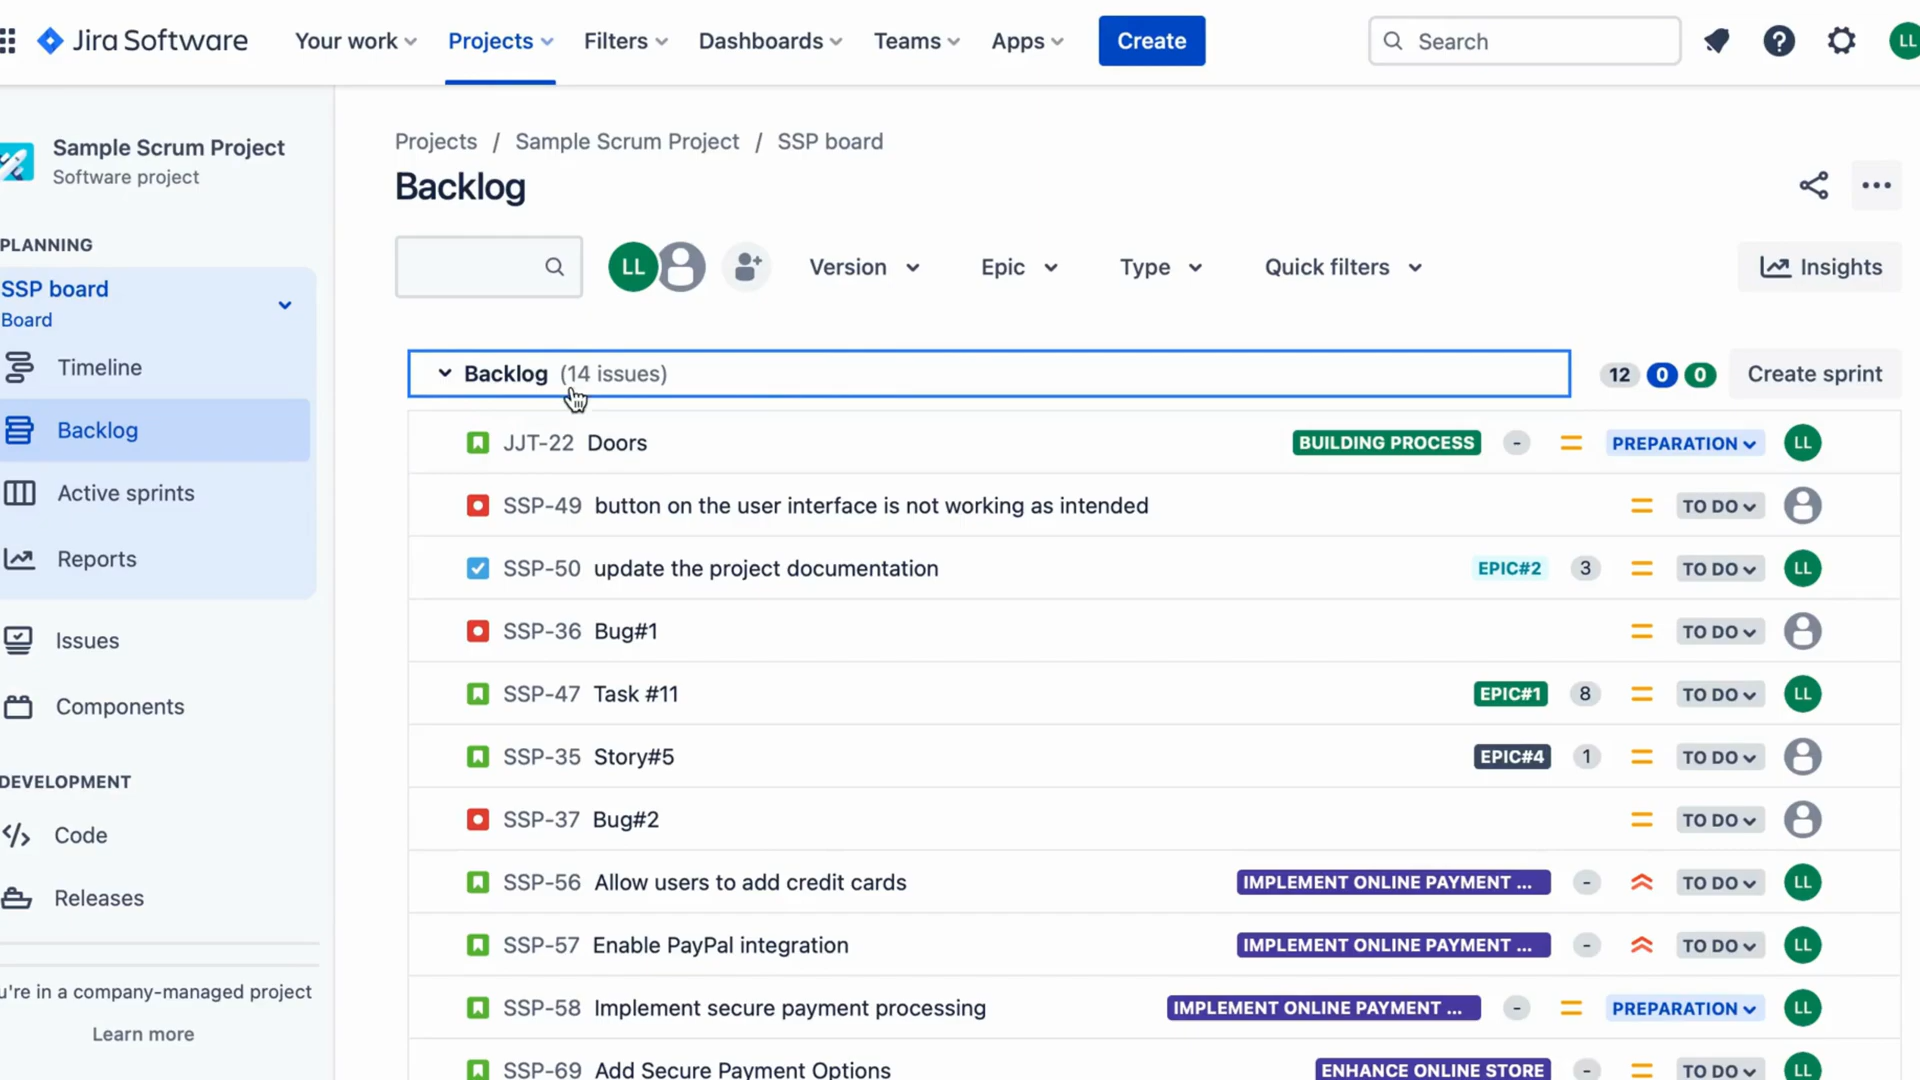 Jira Software Your work Projects Filters Dashboards Teams Apps Create Search LL
Sample Scrum Project
Software project
PLANNING
SSP board
Board
Timeline
Backlog
Active sprints
Reports
Issues
Components
DEVELOPMENT
Code
Releases
u're in a company-managed project
Learn more
Projects / Sample Scrum Project / SSP board
Backlog
LL Version Epic Type Quick filters Insights
Backlog (14 issues) 12 0 0 Create sprint
JJT-22 Doors BUILDING PROCESS - PREPARATION LL
SSP-49 button on the user interface is not working as intended TO DO
SSP-50 update the project documentation EPIC#2 3 TO DO LL
SSP-36 Bug#1 TO DO
SSP-47 Task #11 EPIC#1 8 TO DO LL
SSP-35 Story#5 EPIC#4 1 TO DO
SSP-37 Bug#2 TO DO
SSP-56 Allow users to add credit cards IMPLEMENT ONLINE PAYMENT ... - TO DO LL
SSP-57 Enable PayPal integration IMPLEMENT ONLINE PAYMENT ... - TO DO LL
SSP-58 Implement secure payment processing IMPLEMENT ONLINE PAYMENT ... - PREPARATION LL
SSP-69 Add Secure Payment Options ENHANCE ONLINE STORE - TO DO LL